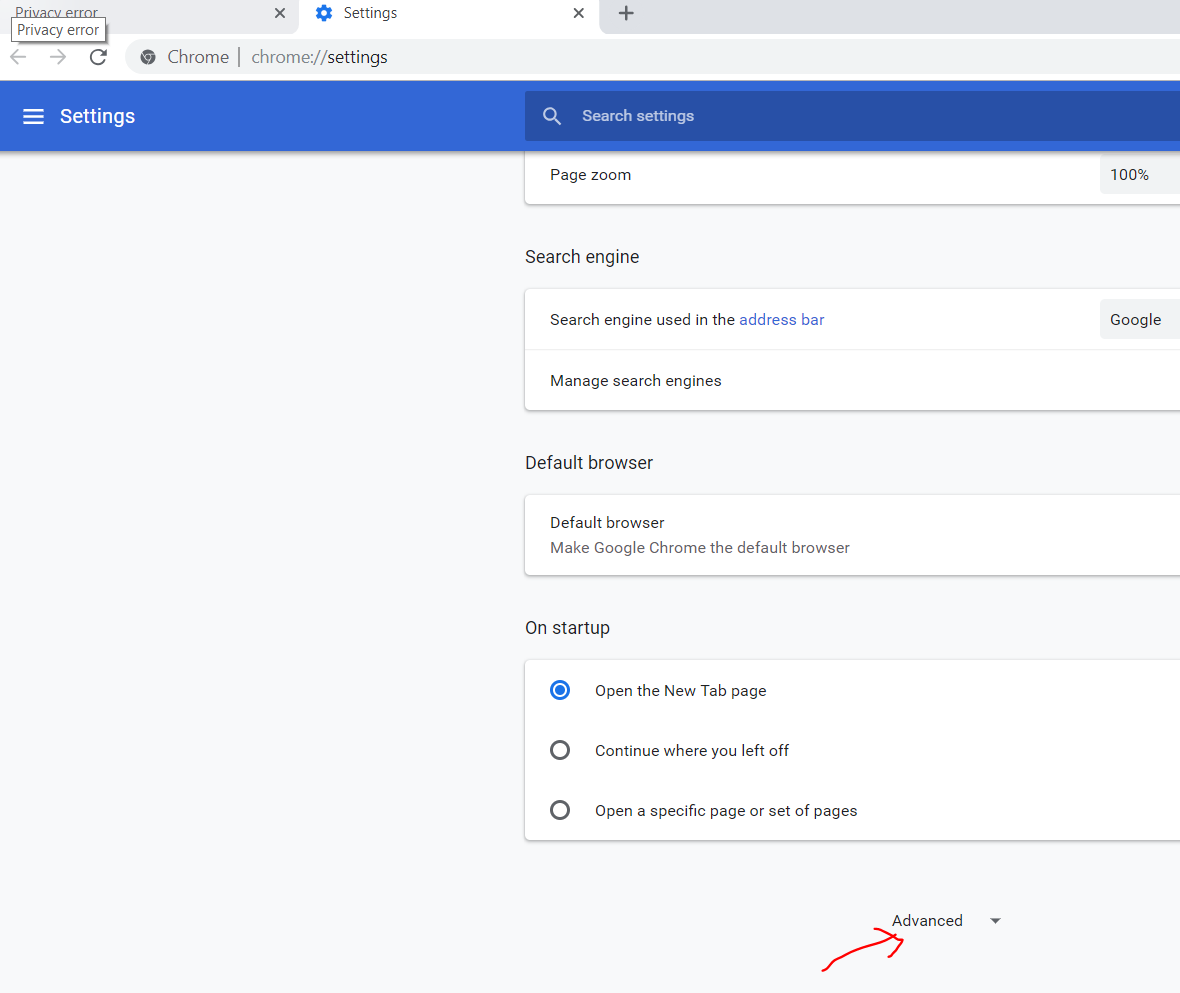 Privacy error
Settings
Privacy error
Chrome | chrome://settings
Settings
Search settings
Page zoom
100%
Search engine
Search engine used in the address bar
Google
Manage search engines
Default browser
Default browser
Make Google Chrome the default browser
On startup
Open the New Tab page
Continue where you left off
Open a specific page or set of pages
Advanced